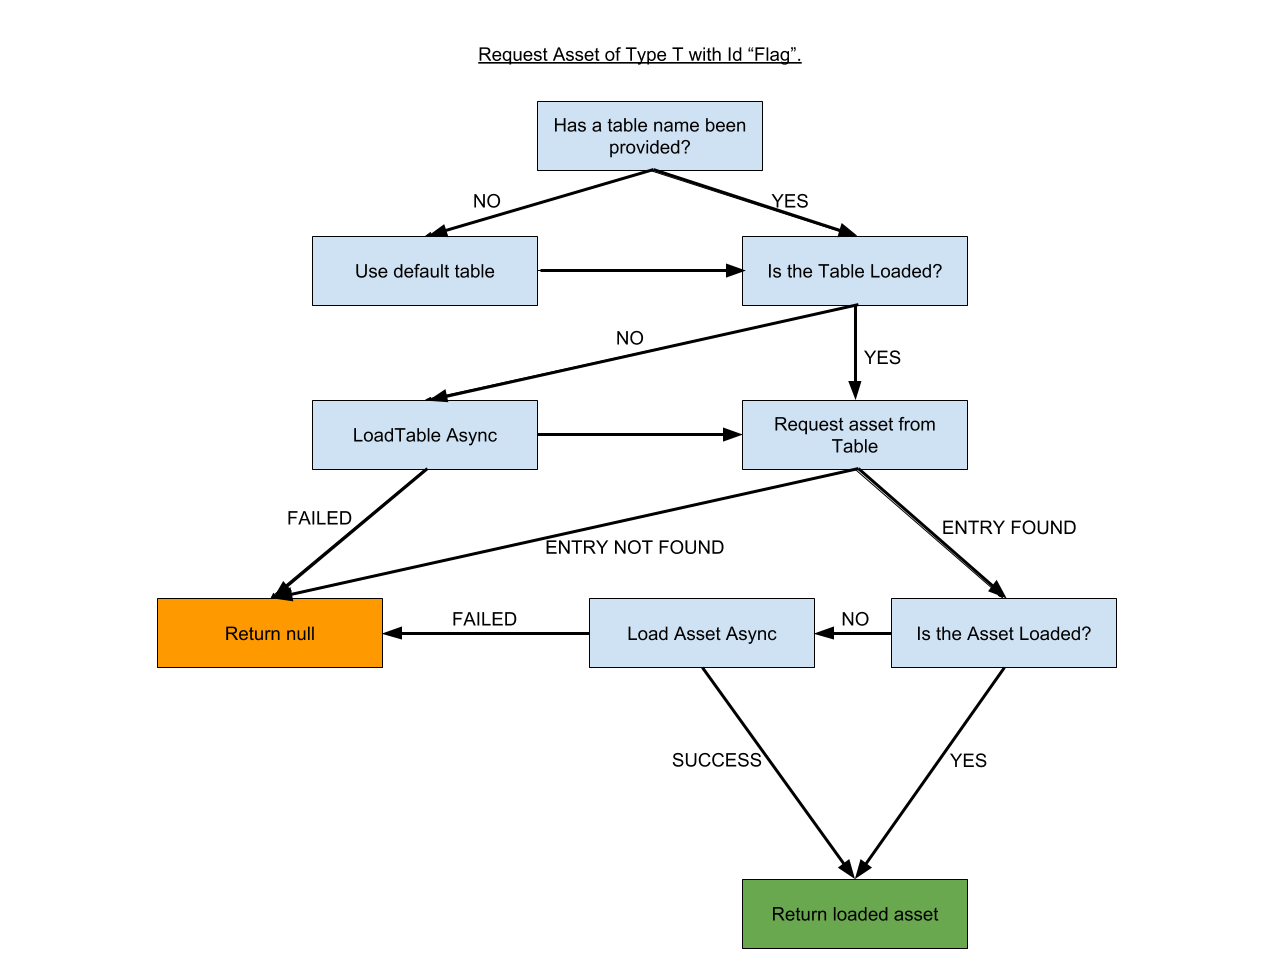 Request Asset of Type T with Id “Flag”.
Has a table name been
provided?
NO
YES
Use default table
Is the Table Loaded?
NO
YES
LoadTable Async
Request asset from
Table
FAILED
ENTRY NOT FOUND
ENTRY FOUND
Return null
FAILED
Load Asset Async
NO
Is the Asset Loaded?
SUCCESS
YES
Return loaded asset